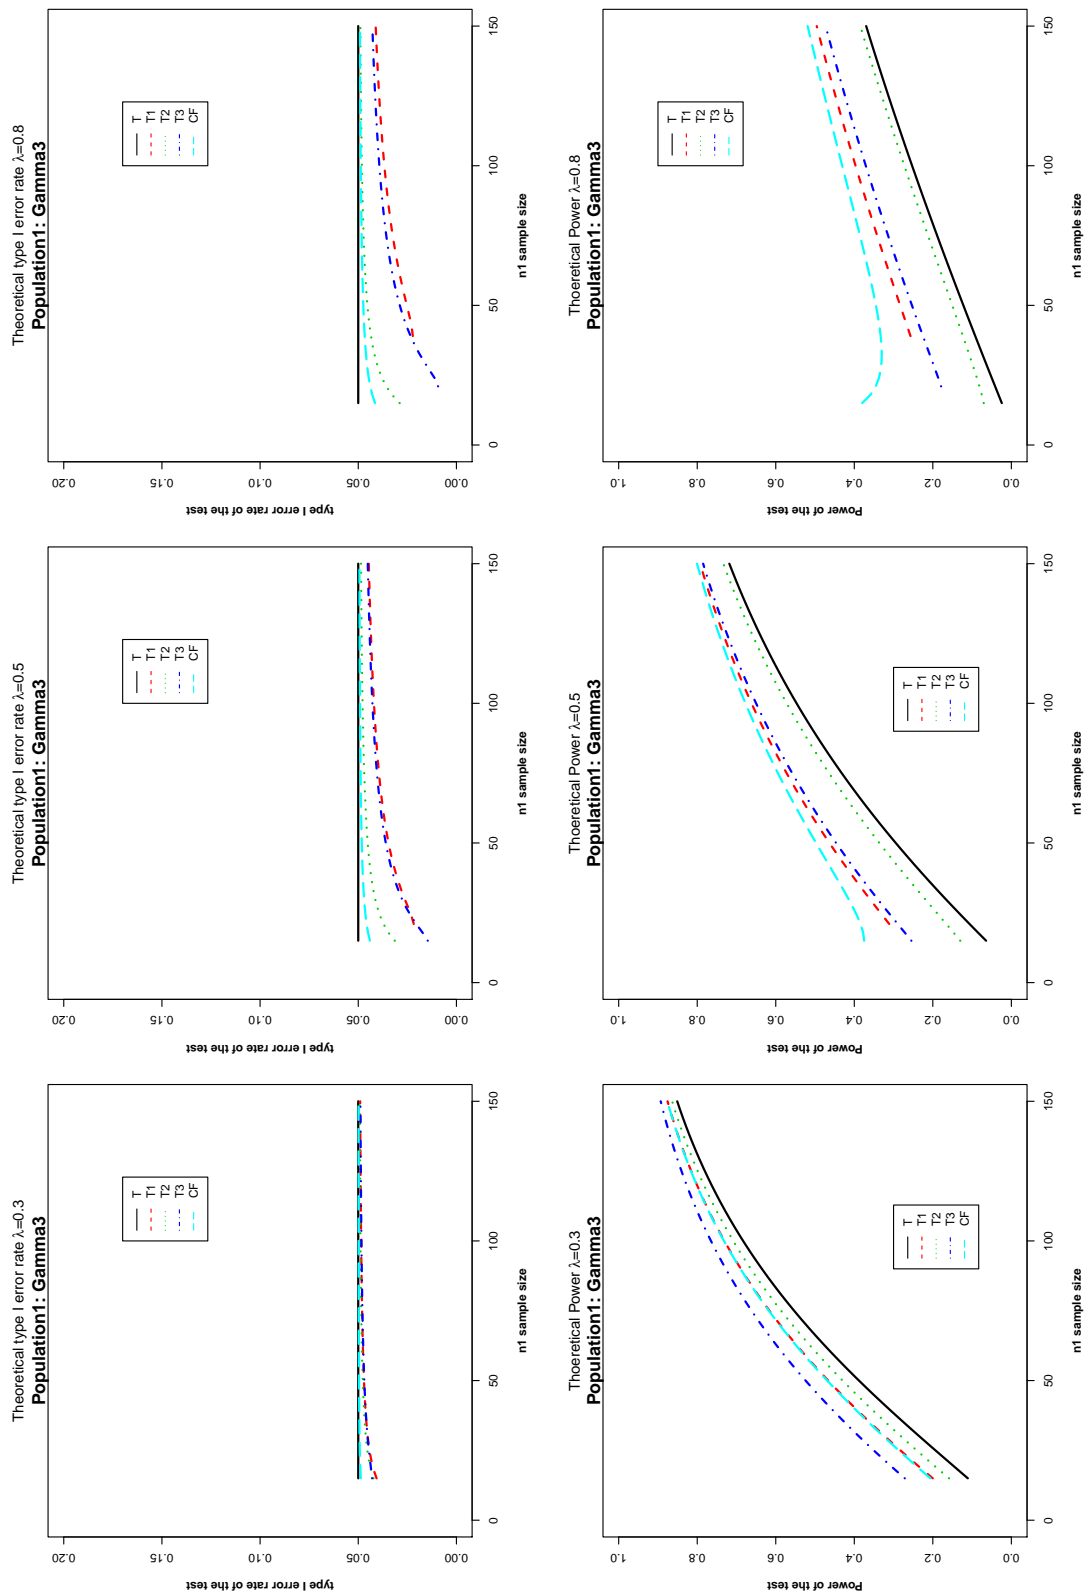 Theoretical type I error rate λ=0.3
Population1: Gamma3
type I error rate of the test
0.20
0.15
0.10
0.05
0.00
T
T1
T2
T3
CF
0 50 100 150
n1 sample size
Theoretical type I error rate λ=0.5
Population1: Gamma3
type I error rate of the test
0.20
0.15
0.10
0.05
0.00
T
T1
T2
T3
CF
0 50 100 150
n1 sample size
Theoretical type I error rate λ=0.8
Population1: Gamma3
type I error rate of the test
0.20
0.15
0.10
0.05
0.00
T
T1
T2
T3
CF
0 50 100 150
n1 sample size
Thoeretical Power λ=0.3
Population1: Gamma3
Power of the test
1.0
0.8
0.6
0.4
0.2
0.0
T
T1
T2
T3
CF
0 50 100 150
n1 sample size
Thoeretical Power λ=0.5
Population1: Gamma3
Power of the test
1.0
0.8
0.6
0.4
0.2
0.0
T
T1
T2
T3
CF
0 50 100 150
n1 sample size
Thoeretical Power λ=0.8
Population1: Gamma3
Power of the test
1.0
0.8
0.6
0.4
0.2
0.0
T
T1
T2
T3
CF
0 50 100 150
n1 sample size